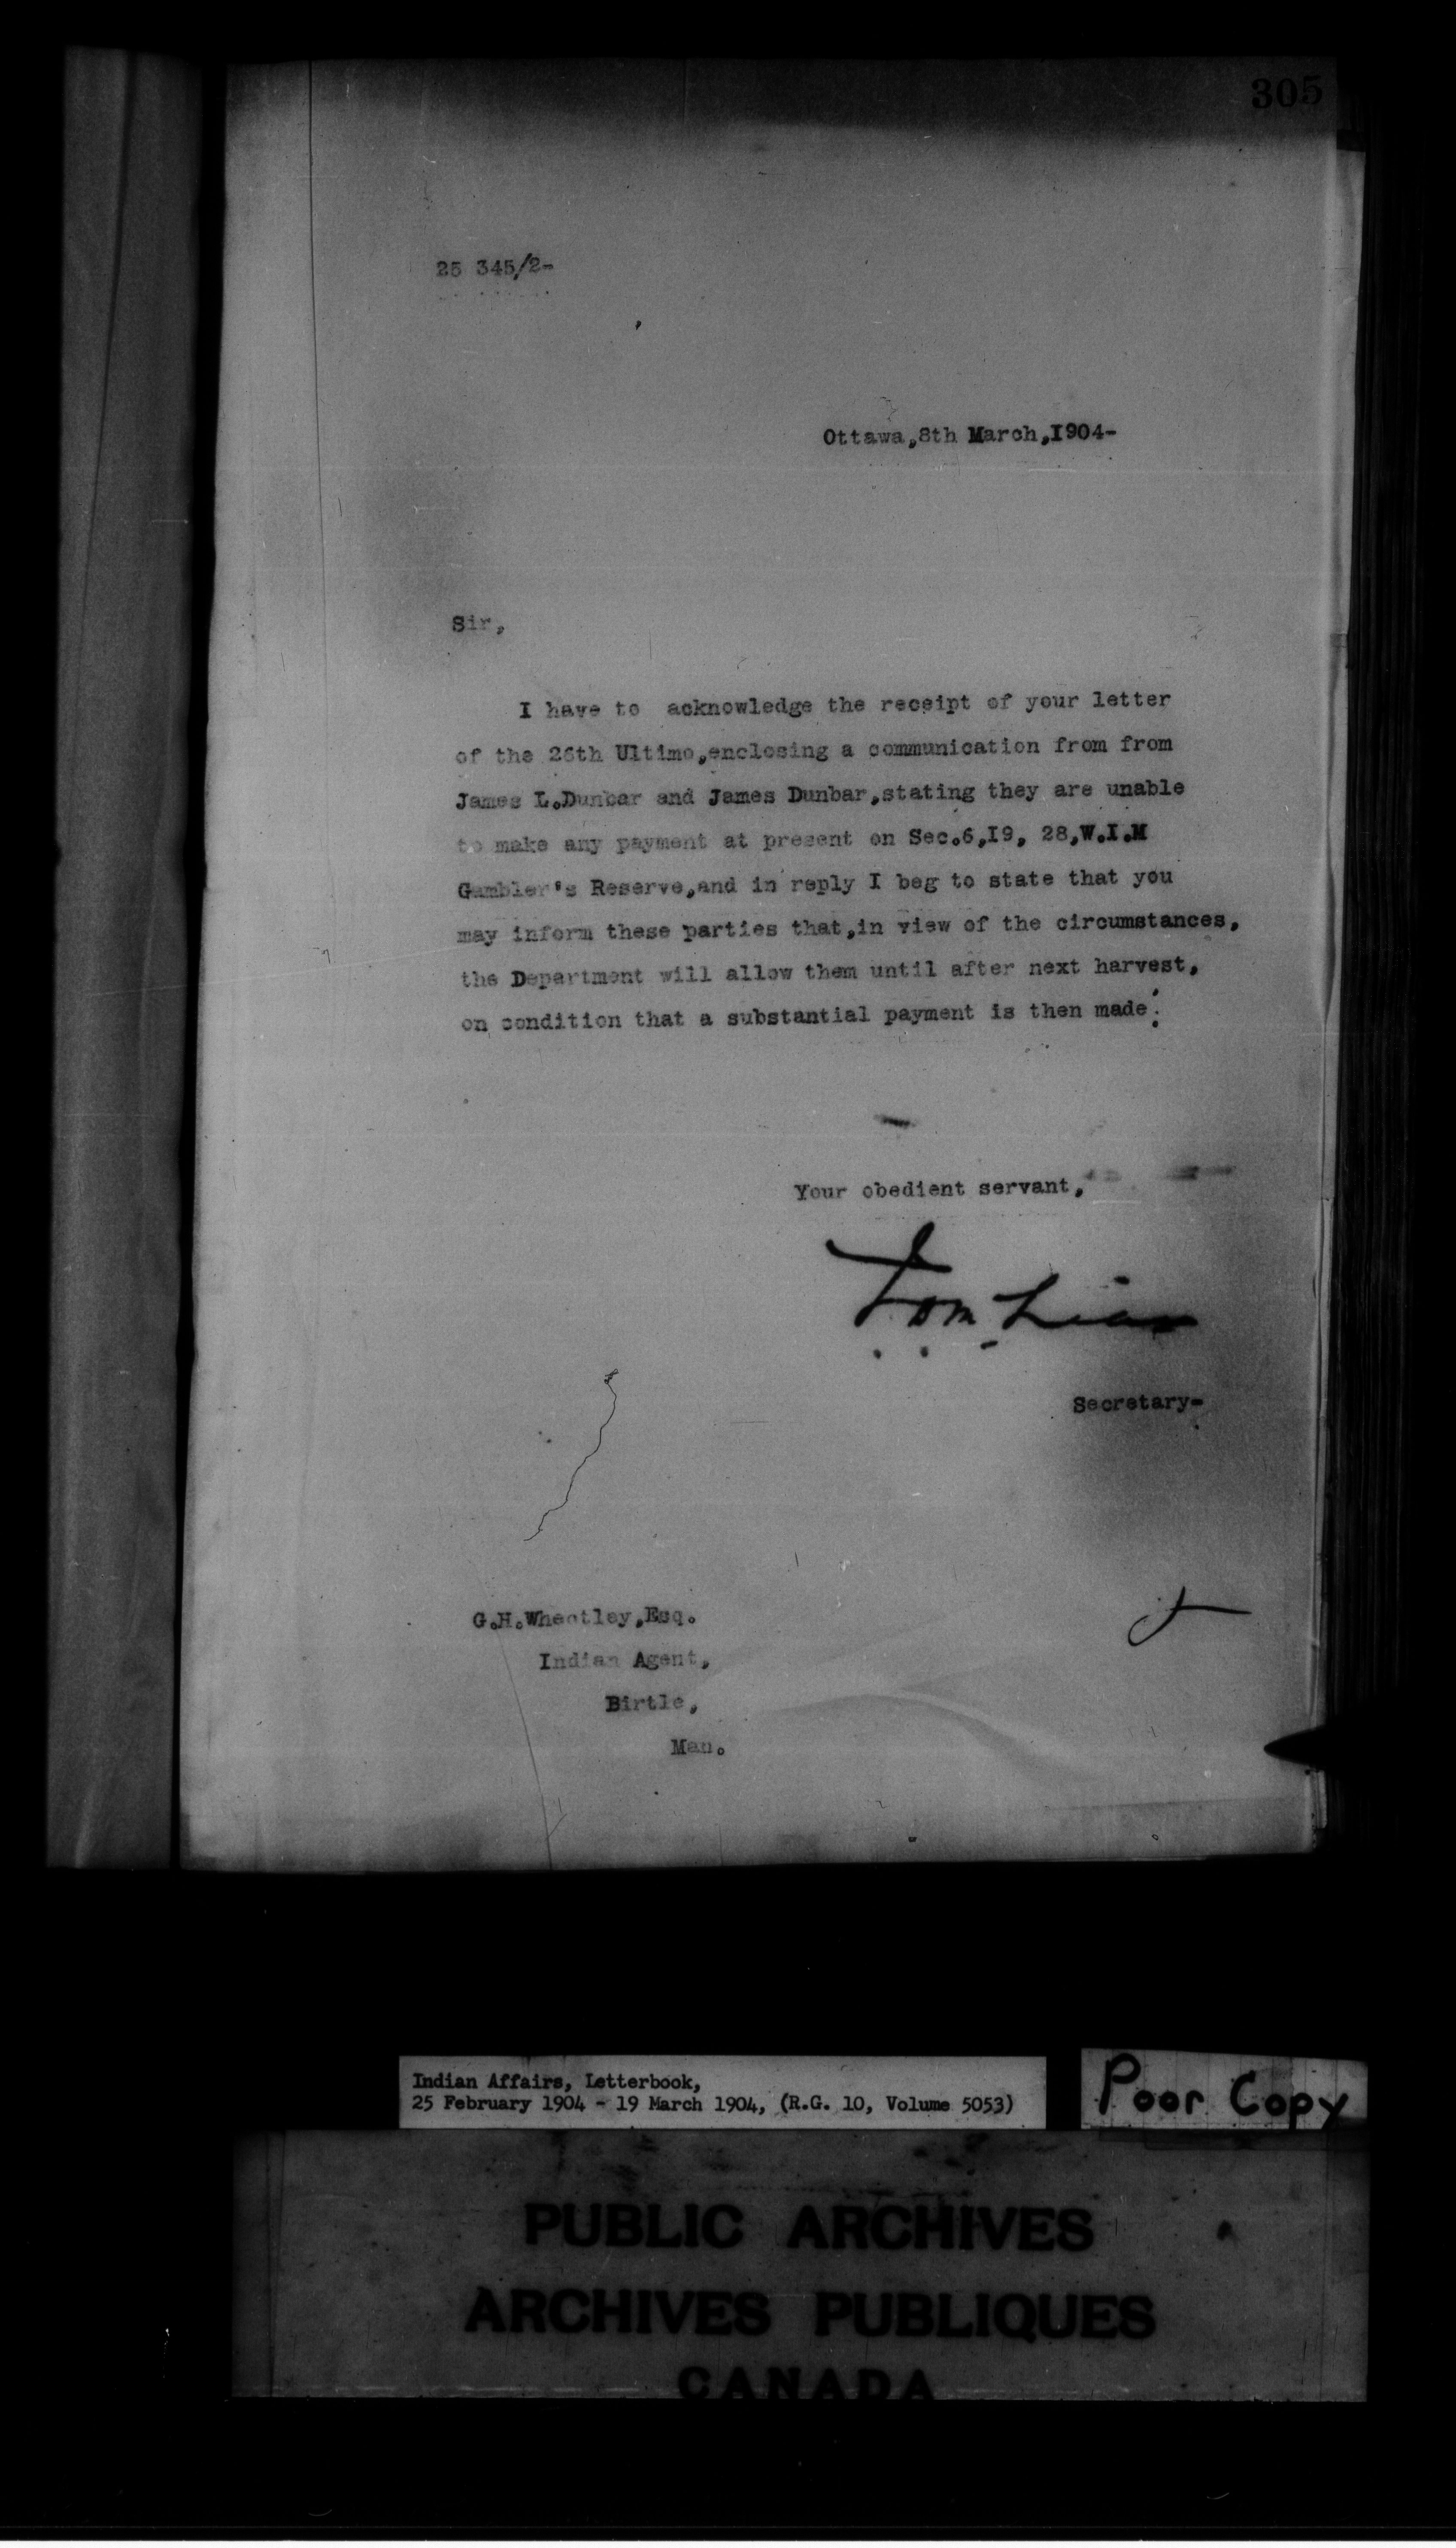 305
25 345/2-
Ottawa,8th March,I904-
Sir,
I have to acknowledge the receipt of your letter
of the 26th Ultimo,enclosing a communication from from
James L.Dunbar and James Dunbar,stating they are unable
to make any payment at present on Sec.6,I9, 28,W.I.M
Gambler's Reserve,and in reply I beg to state that you
may inform these parties that,in view of the circumstances,
the Department will allow them until after next harvest,
on condition that a substantial payment is then made.
Your obedient servant,
Secretary-
G.H.Wheatley,Esq.
Indian Agent,
Birtle,
Man.
Indian Affairs, Letterbook,
25 February 1904 - 19 March 1904, (R.G. 10, Volume 5053)
Poor Copy
PUBLIC ARCHIVES
ARCHIVES PUBLIQUES
CANADA